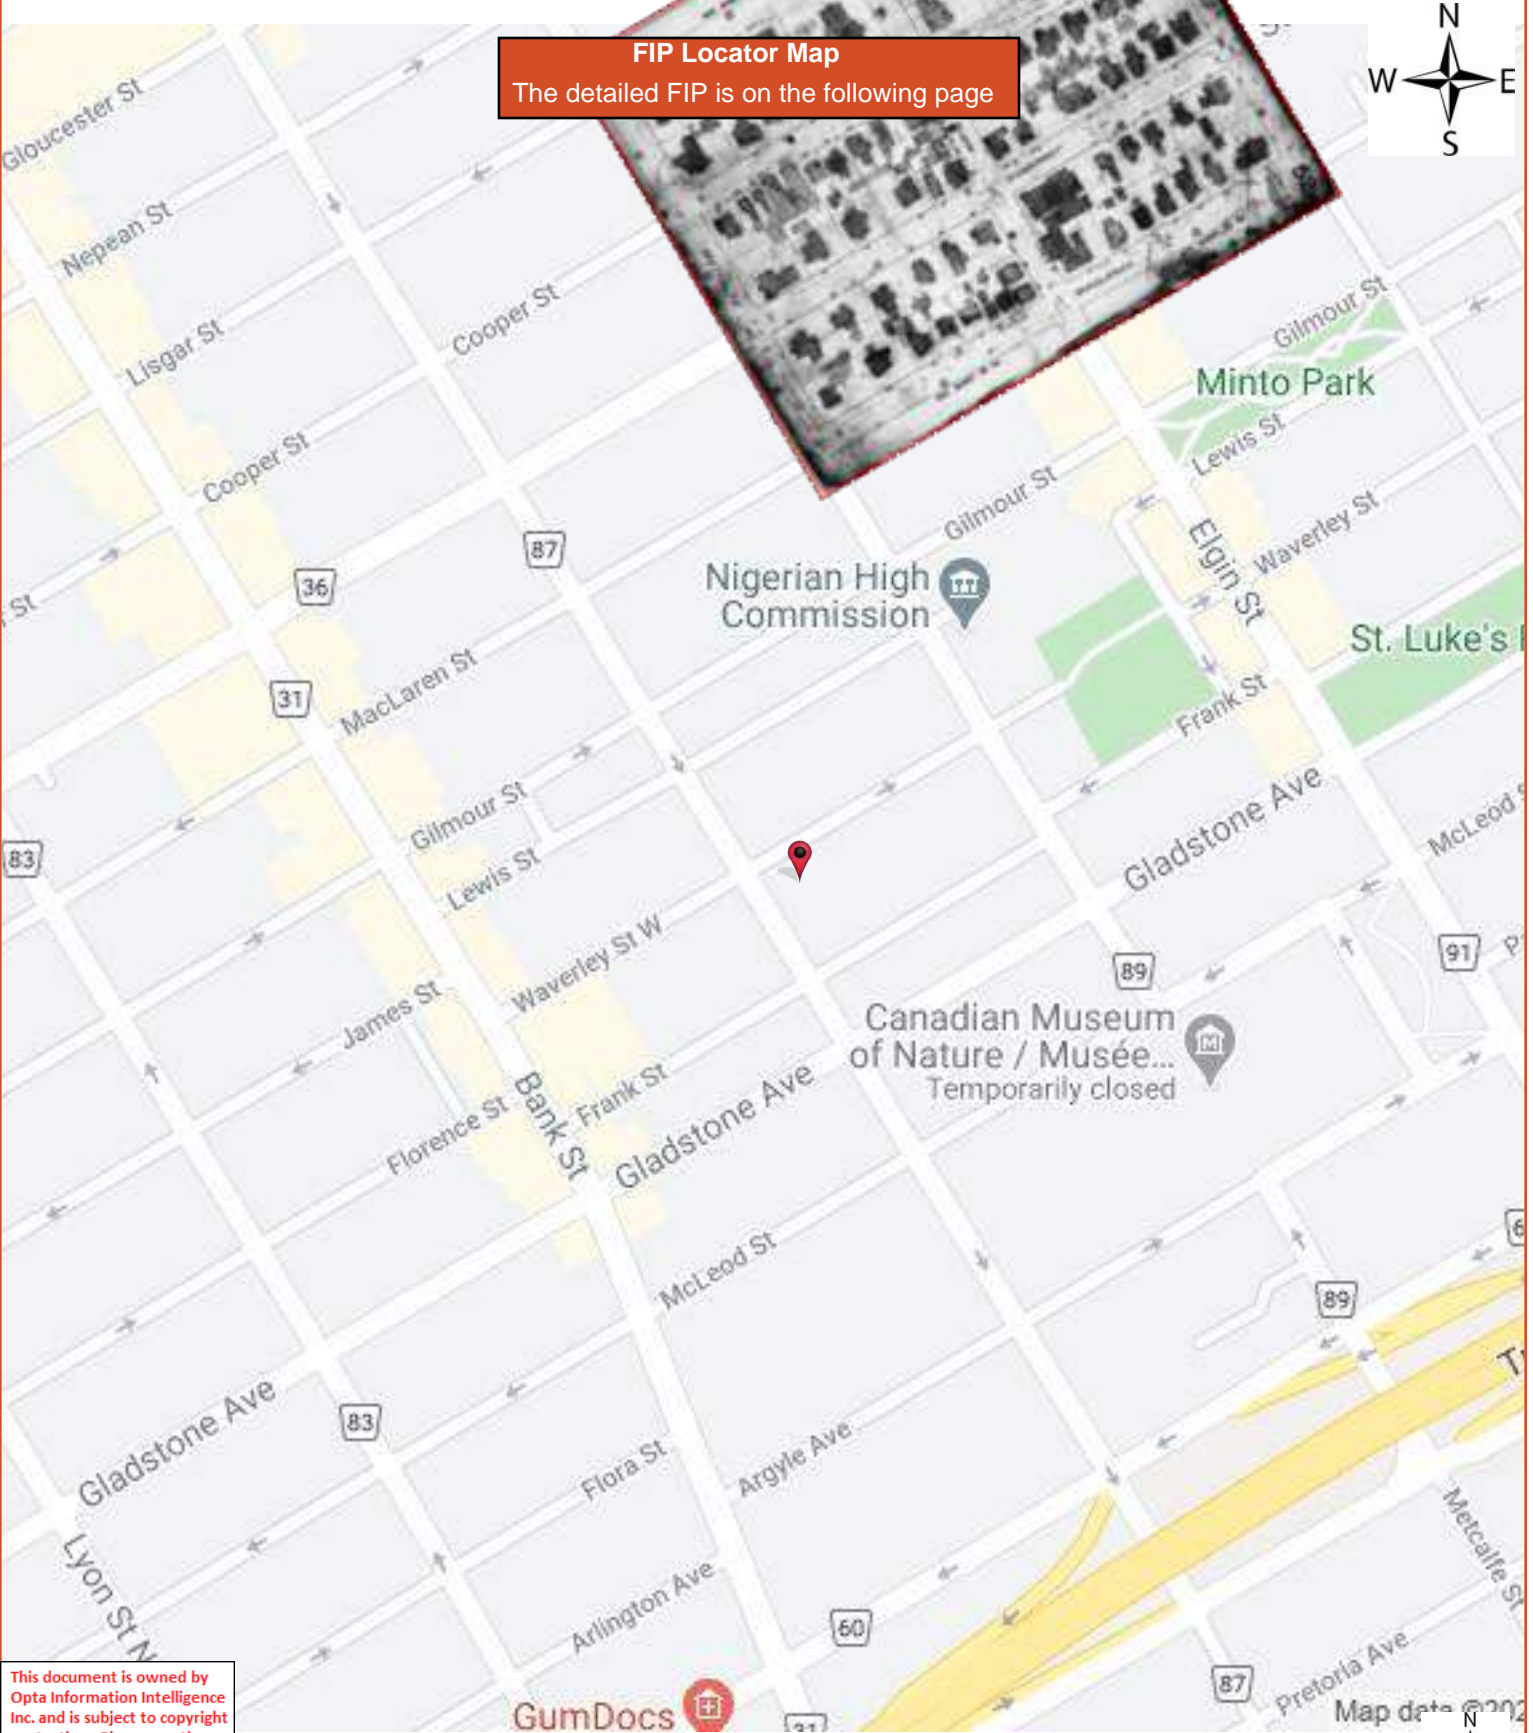 FIP Locator Map
The detailed FIP is on the following page
N
W
E
S
Gloucester St
Nepean St
Lisgar St
Cooper St
Cooper St
Gilmour St
Minto Park
Lewis St
Gilmour St
Waverley St
Elgin St
87
36
St
Nigerian High
Commission
St. Luke's
31
MacLaren St
Frank St
Gilmour St
Gladstone Ave
McLeod
83
Lewis St
Waverley St W
89
91
James St
Canadian Museum
of Nature / Musée...
Temporarily closed
Bank St
Frank St
Florence St
Gladstone Ave
McLeod St
89
Gladstone Ave
83
Flora St
Argyle Ave
Metcalfe St
Lyon St N
Arlington Ave
60
87
Pretoria Ave
This document is owned by
Opta Information Intelligence
Inc. and is subject to copyright
GumDocs
31
Map data ©202
N